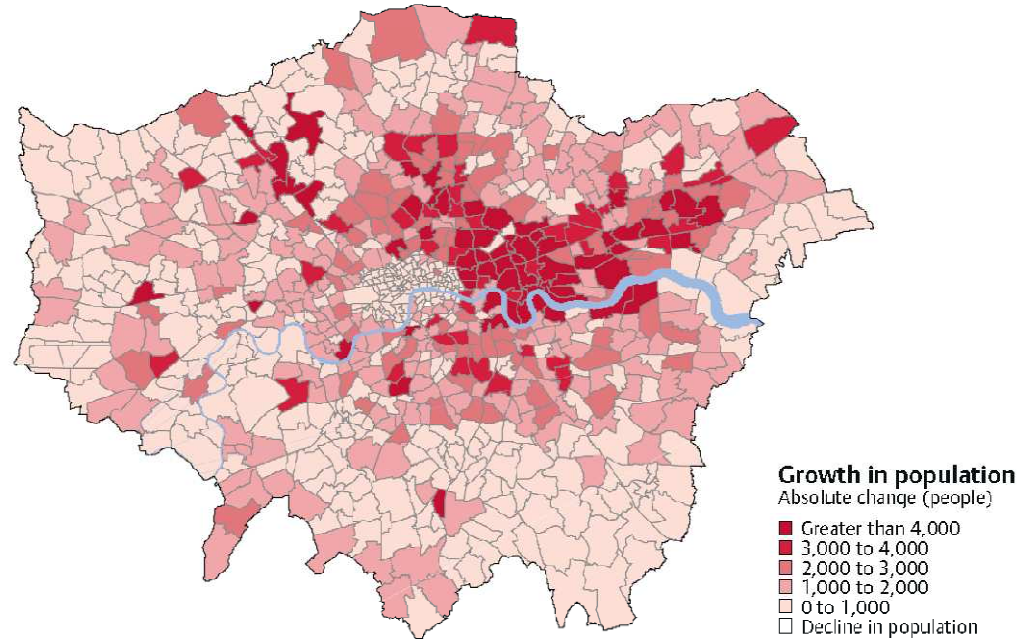 Growth in population
Absolute change (people)
Greater than 4,000
3,000 to 4,000
2,000 to 3,000
1,000 to 2,000
0 to 1,000
Decline in population